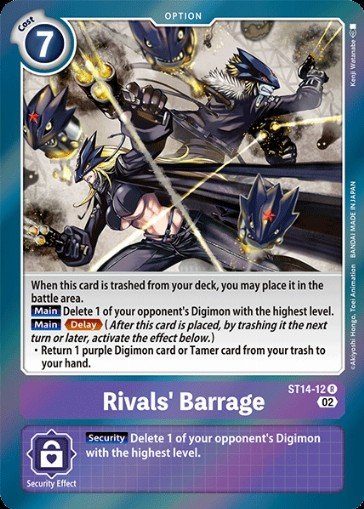 OPTION
Cost
7
Kenji Watanabe
When this card is trashed from your deck, you may place it in the
battle area.
Main Delete 1 of your opponent's Digimon with the highest level.
Main Delay (After this card is placed, by trashing it the next
turn or later, activate the effect below.)
・Return 1 purple Digimon card or Tamer card from your trash to
your hand.
©Akiyoshi Hongo, Toei Animation BANDAI MADE IN JAPAN
ST14-12 R
Rivals' Barrage
02
Security Delete 1 of your opponent's Digimon
with the highest level.
Security Effect